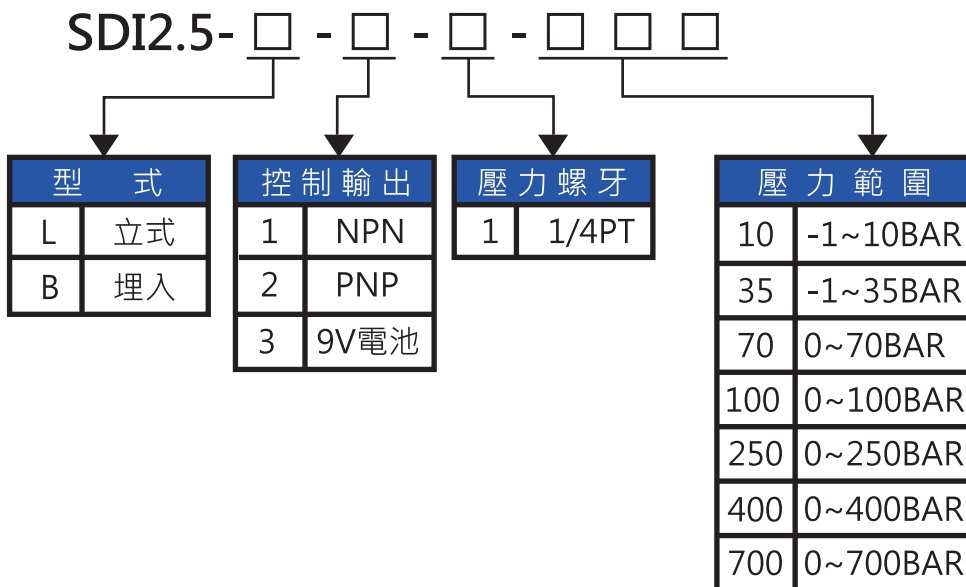 SDI2.5-□ - □ - □ - □ □ □
型 式
L 立式
B 埋入
控制輸出
1 NPN
2 PNP
3 9V電池
壓力螺牙
1 1/4PT
壓力範圍
10 -1~10BAR
35 -1~35BAR
70 0~70BAR
100 0~100BAR
250 0~250BAR
400 0~400BAR
700 0~700BAR